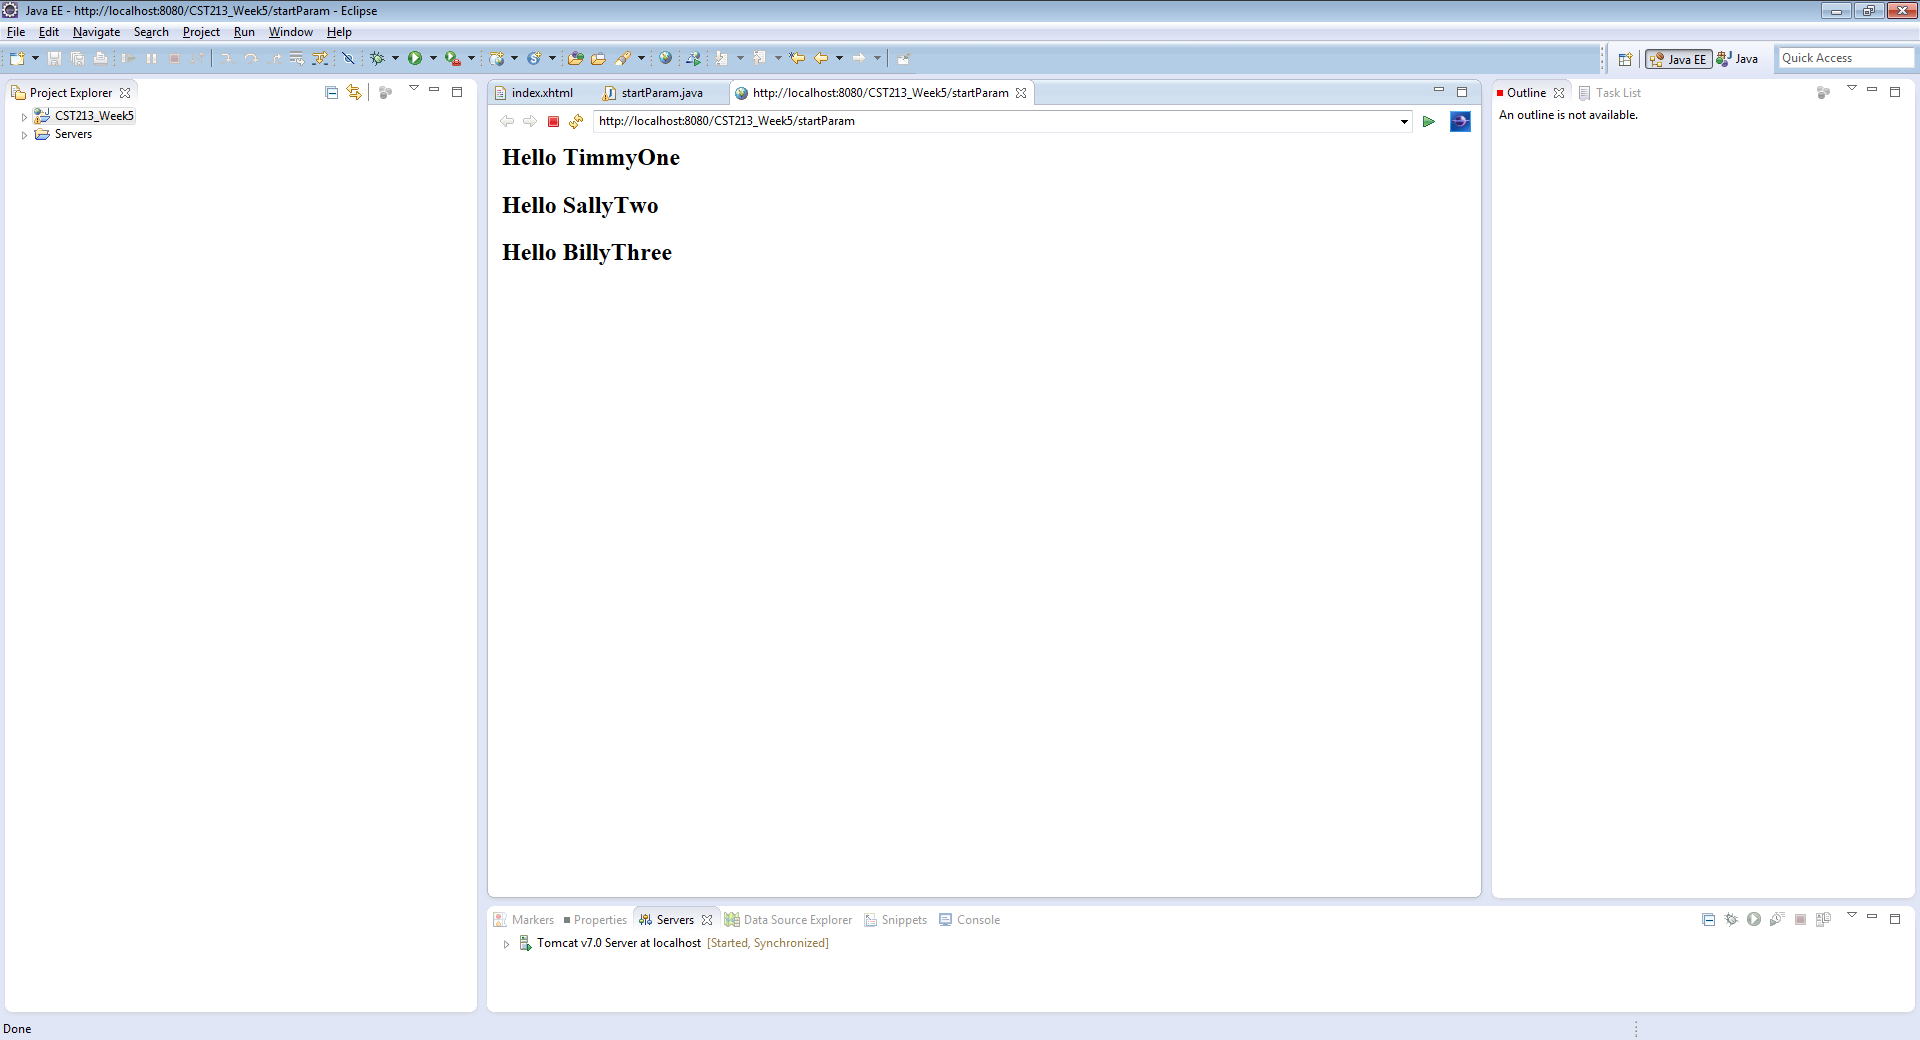 Java EE - http://localhost:8080/CST213_Week5/startParam - Eclipse
File Edit Navigate Search Project Run Window Help
Java EE Java Quick Access
Project Explorer
CST213_Week5
Servers
index.xhtml startParam.java http://localhost:8080/CST213_Week5/startParam
http://localhost:8080/CST213_Week5/startParam
Hello TimmyOne
Hello SallyTwo
Hello BillyThree
Outline Task List
An outline is not available.
Markers Properties Servers Data Source Explorer Snippets Console
Tomcat v7.0 Server at localhost [Started, Synchronized]
Done